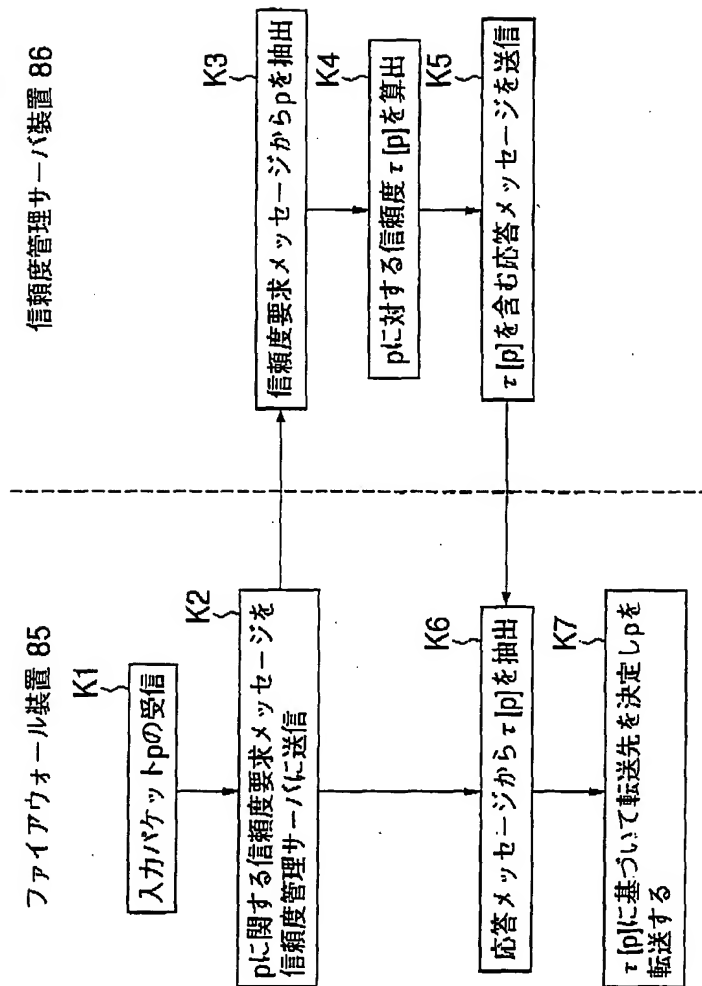 ファイアウォール装置 85
信頼度管理サーバ装置 86
K1
入力パケットpの受信
K2
pに関する信頼度要求メッセージを
信頼度管理サーバに送信
K3
信頼度要求メッセージからpを抽出
K4
pに対する信頼度τ[p]を算出
K5
τ[p]を含む応答メッセージを送信
K6
応答メッセージからτ[p]を抽出
K7
τ[p]に基づいて転送先を決定しpを
転送する